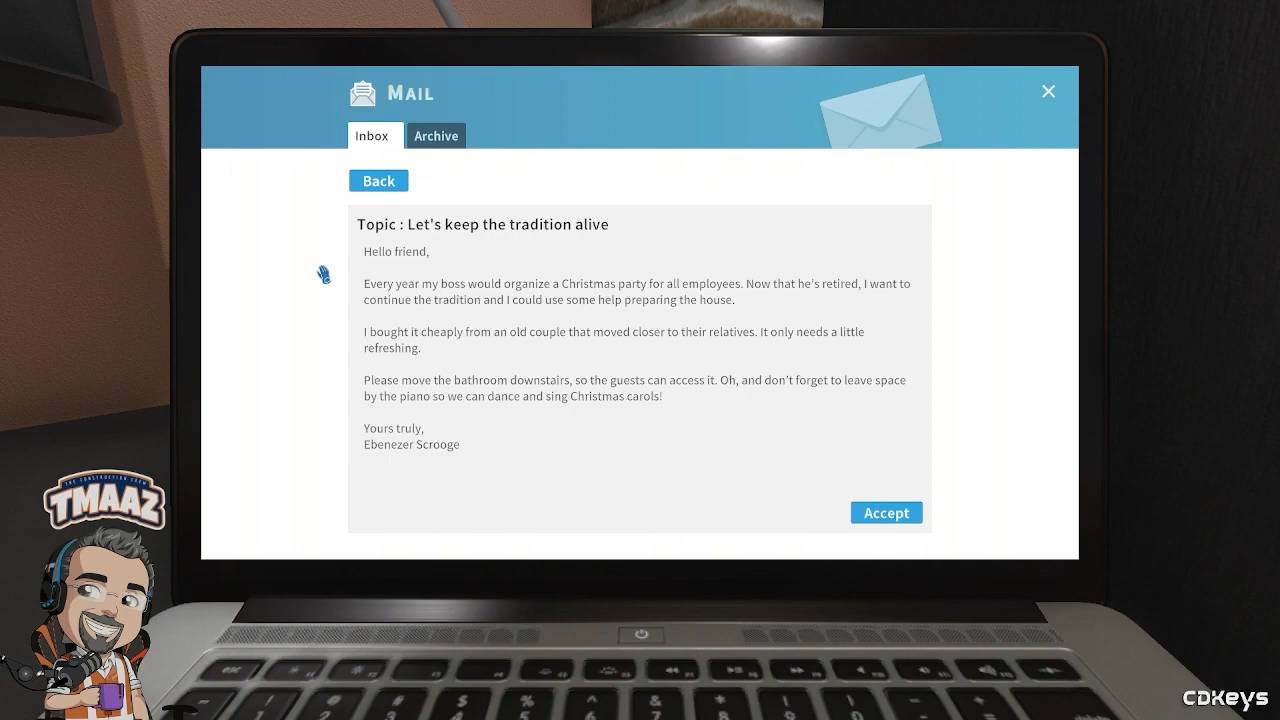 MAIL
Inbox
Archive
Back
Topic : Let's keep the tradition alive
Hello friend,
Every year my boss would organize a Christmas party for all employees. Now that he's retired, I want to
continue the tradition and I could use some help preparing the house.
I bought it cheaply from an old couple that moved closer to their relatives. It only needs a little
refreshing.
Please move the bathroom downstairs, so the guests can access it. Oh, and don't forget to leave space
by the piano so we can dance and sing Christmas carols!
Yours truly,
Ebenezer Scrooge
Accept
THE CONSTRUCTION CREW
TMAAZ
CDKeys